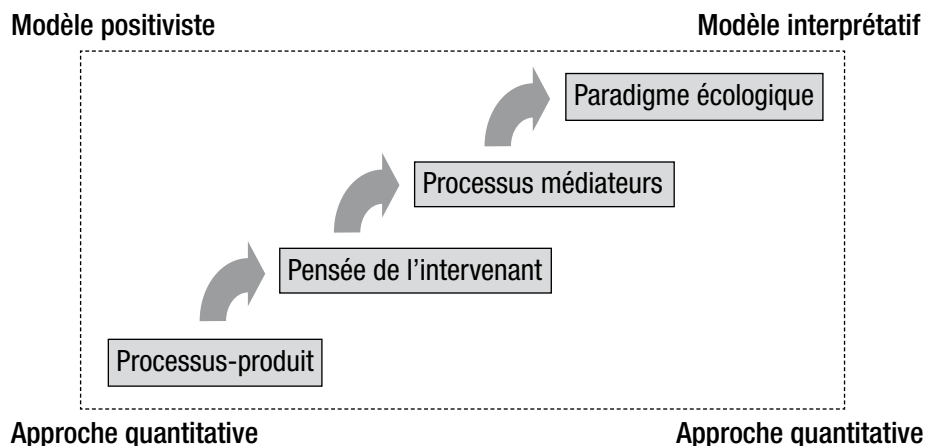 Modèle positiviste
Modèle interprétatif
Paradigme écologique
Processus médiateurs
Pensée de l’intervenant
Processus-produit
Approche quantitative
Approche quantitative